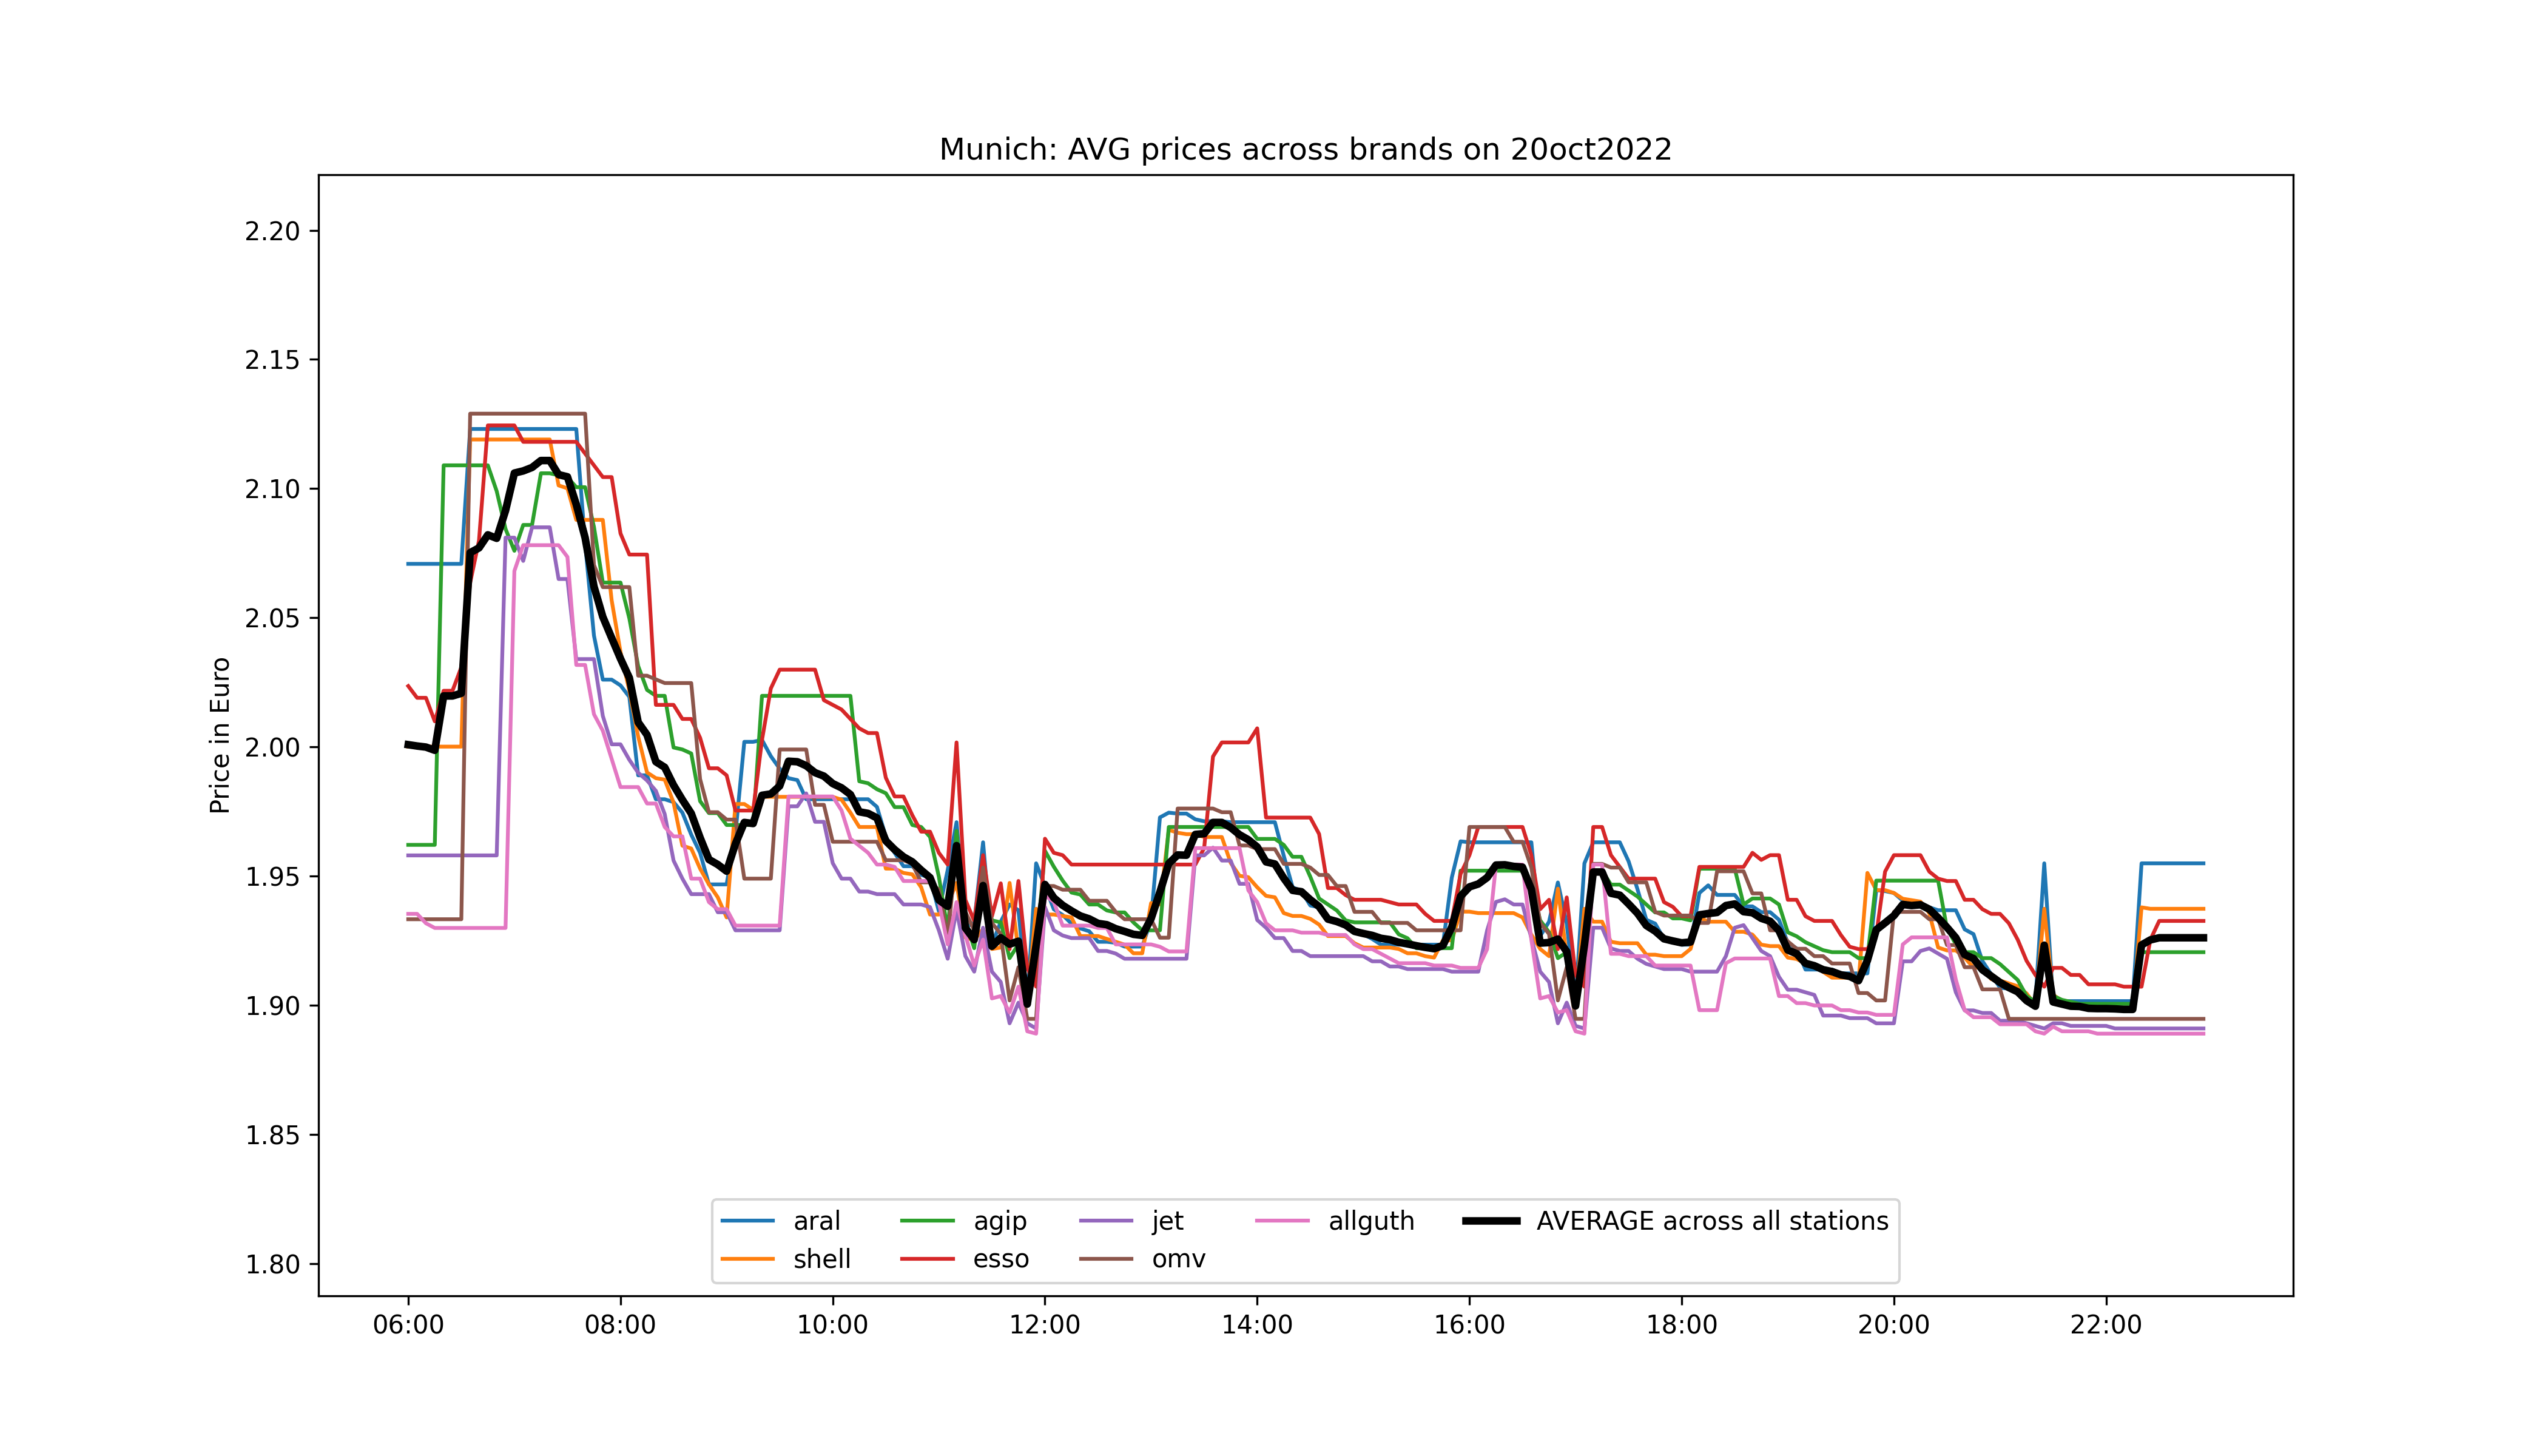 Munich: AVG prices across brands on 20oct2022
Price in Euro
2.20
2.15
2.10
2.05
2.00
1.95
1.90
1.85
1.80
06:00 08:00 10:00 12:00 14:00 16:00 18:00 20:00 22:00
aral agip jet allguth AVERAGE across all stations
shell esso omv